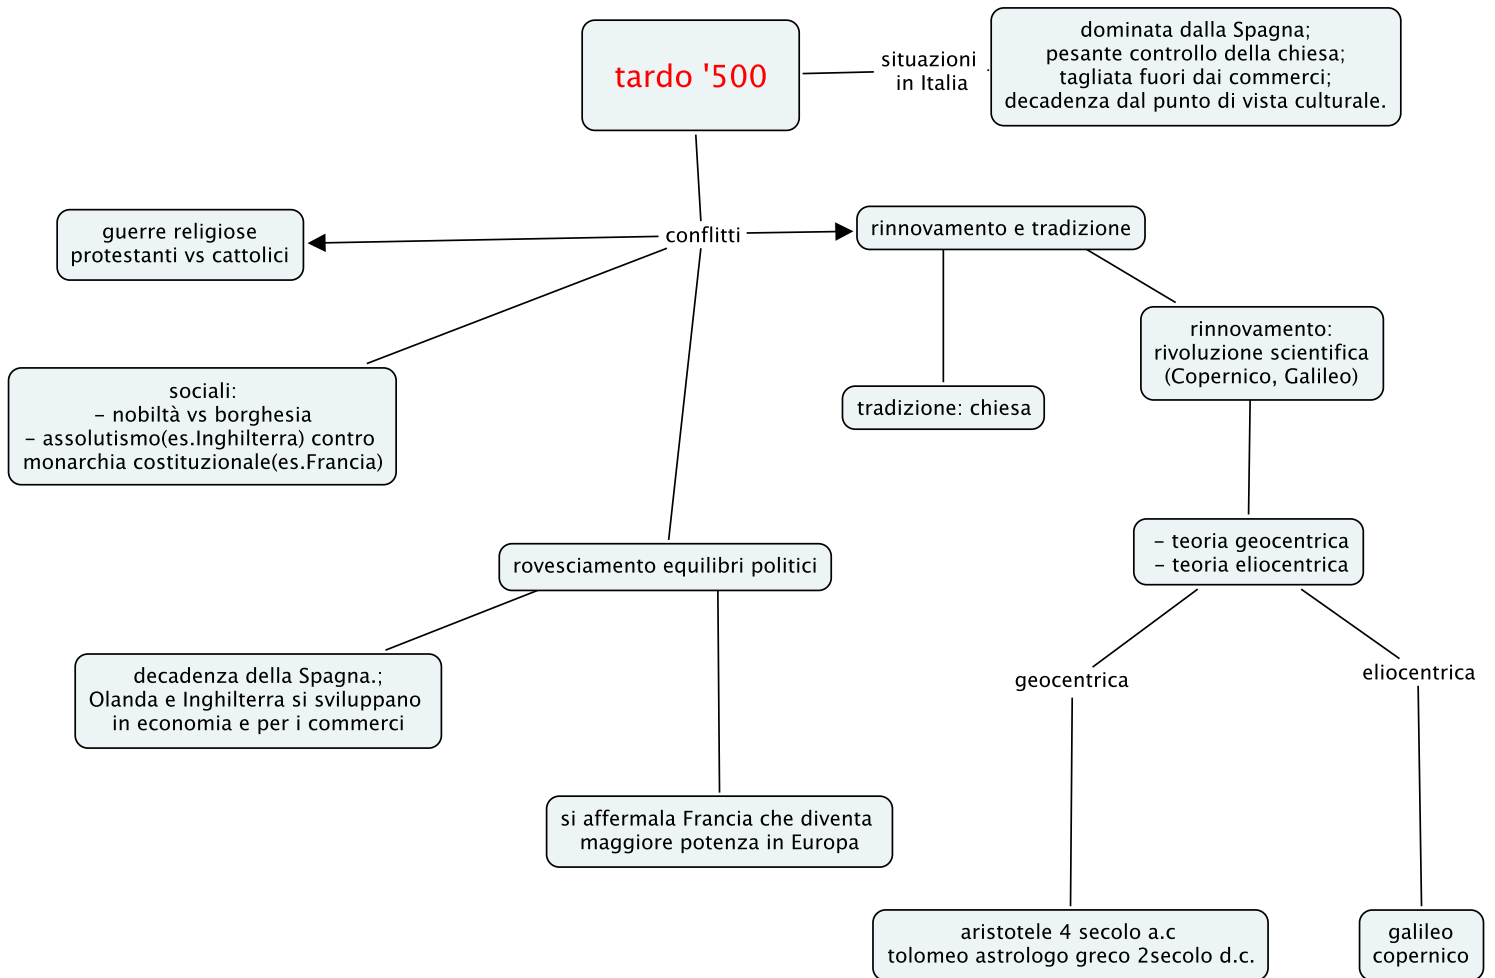 tardo '500
situazioni
in Italia
dominata dalla Spagna;
pesante controllo della chiesa;
tagliata fuori dai commerci;
decadenza dal punto di vista culturale.
conflitti
guerre religiose
protestanti vs cattolici
rinnovamento e tradizione
sociali:
– nobiltà vs borghesia
– assolutismo(es.Inghilterra) contro
monarchia costituzionale(es.Francia)
tradizione: chiesa
rinnovamento:
rivoluzione scientifica
(Copernico, Galileo)
rovesciamento equilibri politici
– teoria geocentrica
– teoria eliocentrica
decadenza della Spagna.;
Olanda e Inghilterra si sviluppano
in economia e per i commerci
si affermala Francia che diventa
maggiore potenza in Europa
geocentrica
eliocentrica
aristotele 4 secolo a.c
tolomeo astrologo greco 2secolo d.c.
galileo
copernico